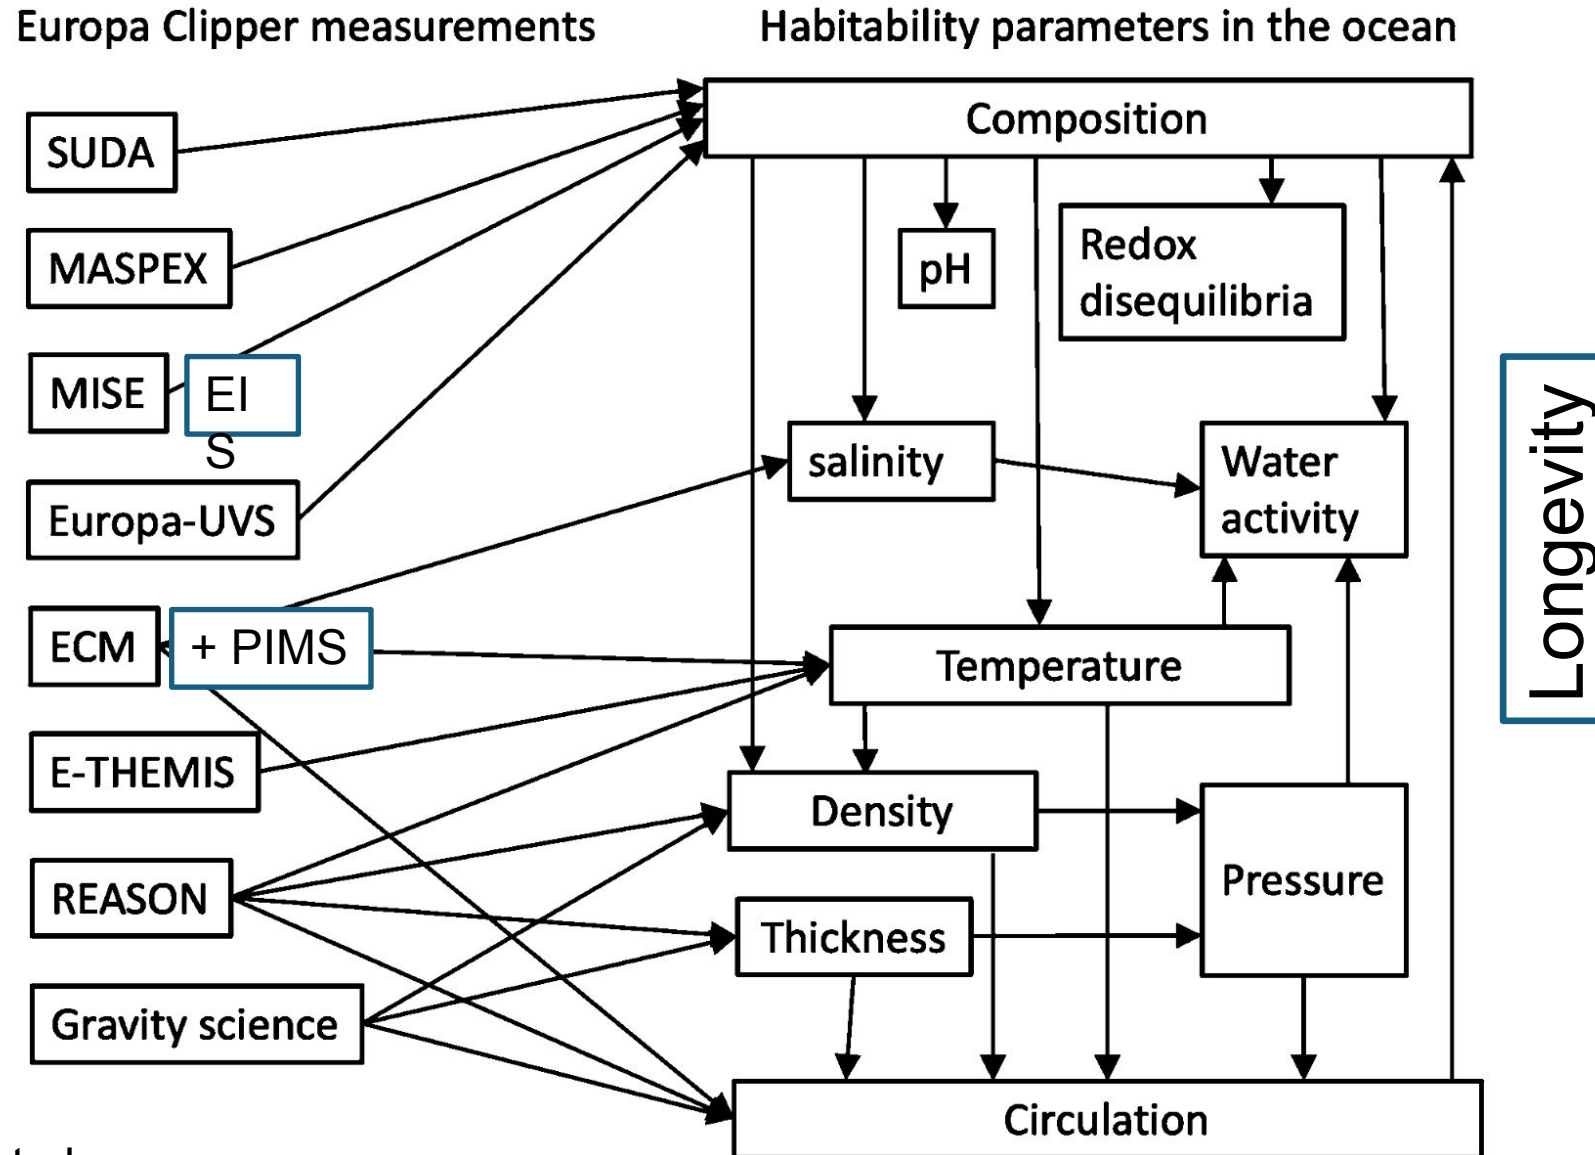 Europa Clipper measurements
Habitability parameters in the ocean
SUDA
MASPEX
MISE
EI
S
Europa-UVS
ECM
+ PIMS
E-THEMIS
REASON
Gravity science
Composition
pH
Redox
disequilibria
salinity
Water
activity
Temperature
Density
Pressure
Thickness
Circulation
Longevity